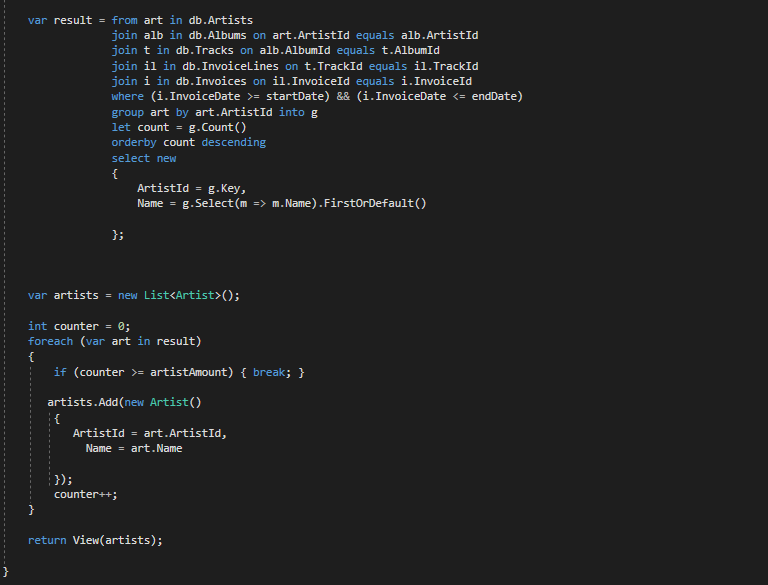 var result = from art in db.Artists
join alb in db.Albums on art.ArtistId equals alb.ArtistId
join t in db.Tracks on alb.AlbumId equals t.AlbumId
join il in db.InvoiceLines on t.TrackId equals il.TrackId
join i in db.Invoices on il.InvoiceId equals i.InvoiceId
where (i.InvoiceDate >= startDate) && (i.InvoiceDate <= endDate)
group art by art.ArtistId into g
let count = g.Count()
orderby count descending
select new
{
ArtistId = g.Key,
Name = g.Select(m => m.Name).FirstOrDefault()
};
var artists = new List<Artist>();
int counter = 0;
foreach (var art in result)
{
if (counter >= artistAmount) { break; }
artists.Add(new Artist()
{
ArtistId = art.ArtistId,
Name = art.Name
});
counter++;
}
return View(artists);
}